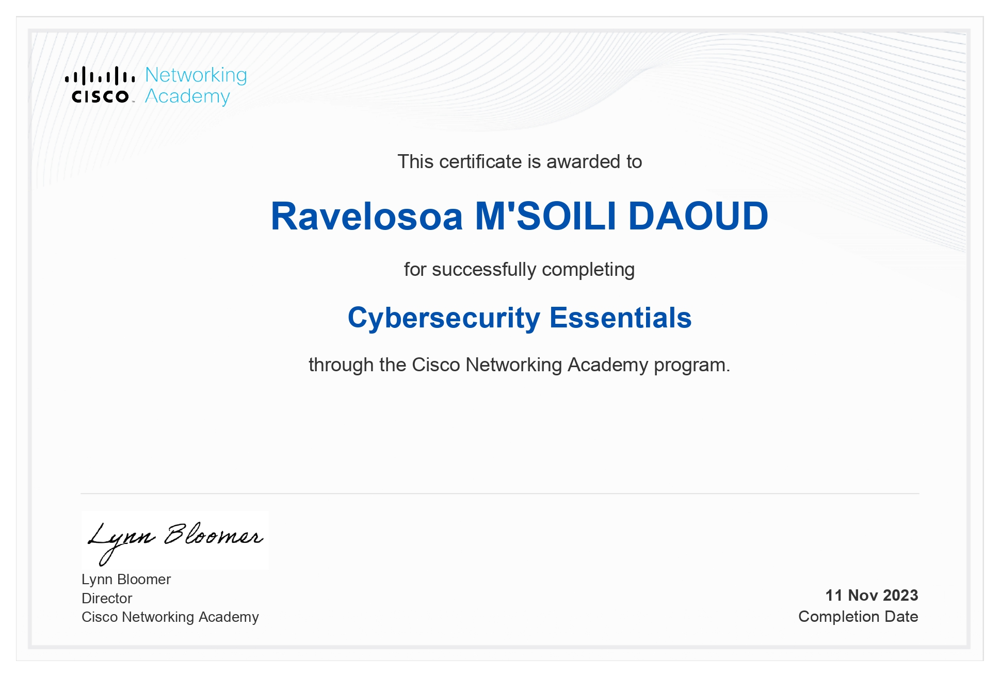 Networking
Academy
CISCO™
This certificate is awarded to
Ravelosoa M'SOILI DAOUD
for successfully completing
Cybersecurity Essentials
through the Cisco Networking Academy program.
Lynn Bloomer
Lynn Bloomer
Director
Cisco Networking Academy
11 Nov 2023
Completion Date